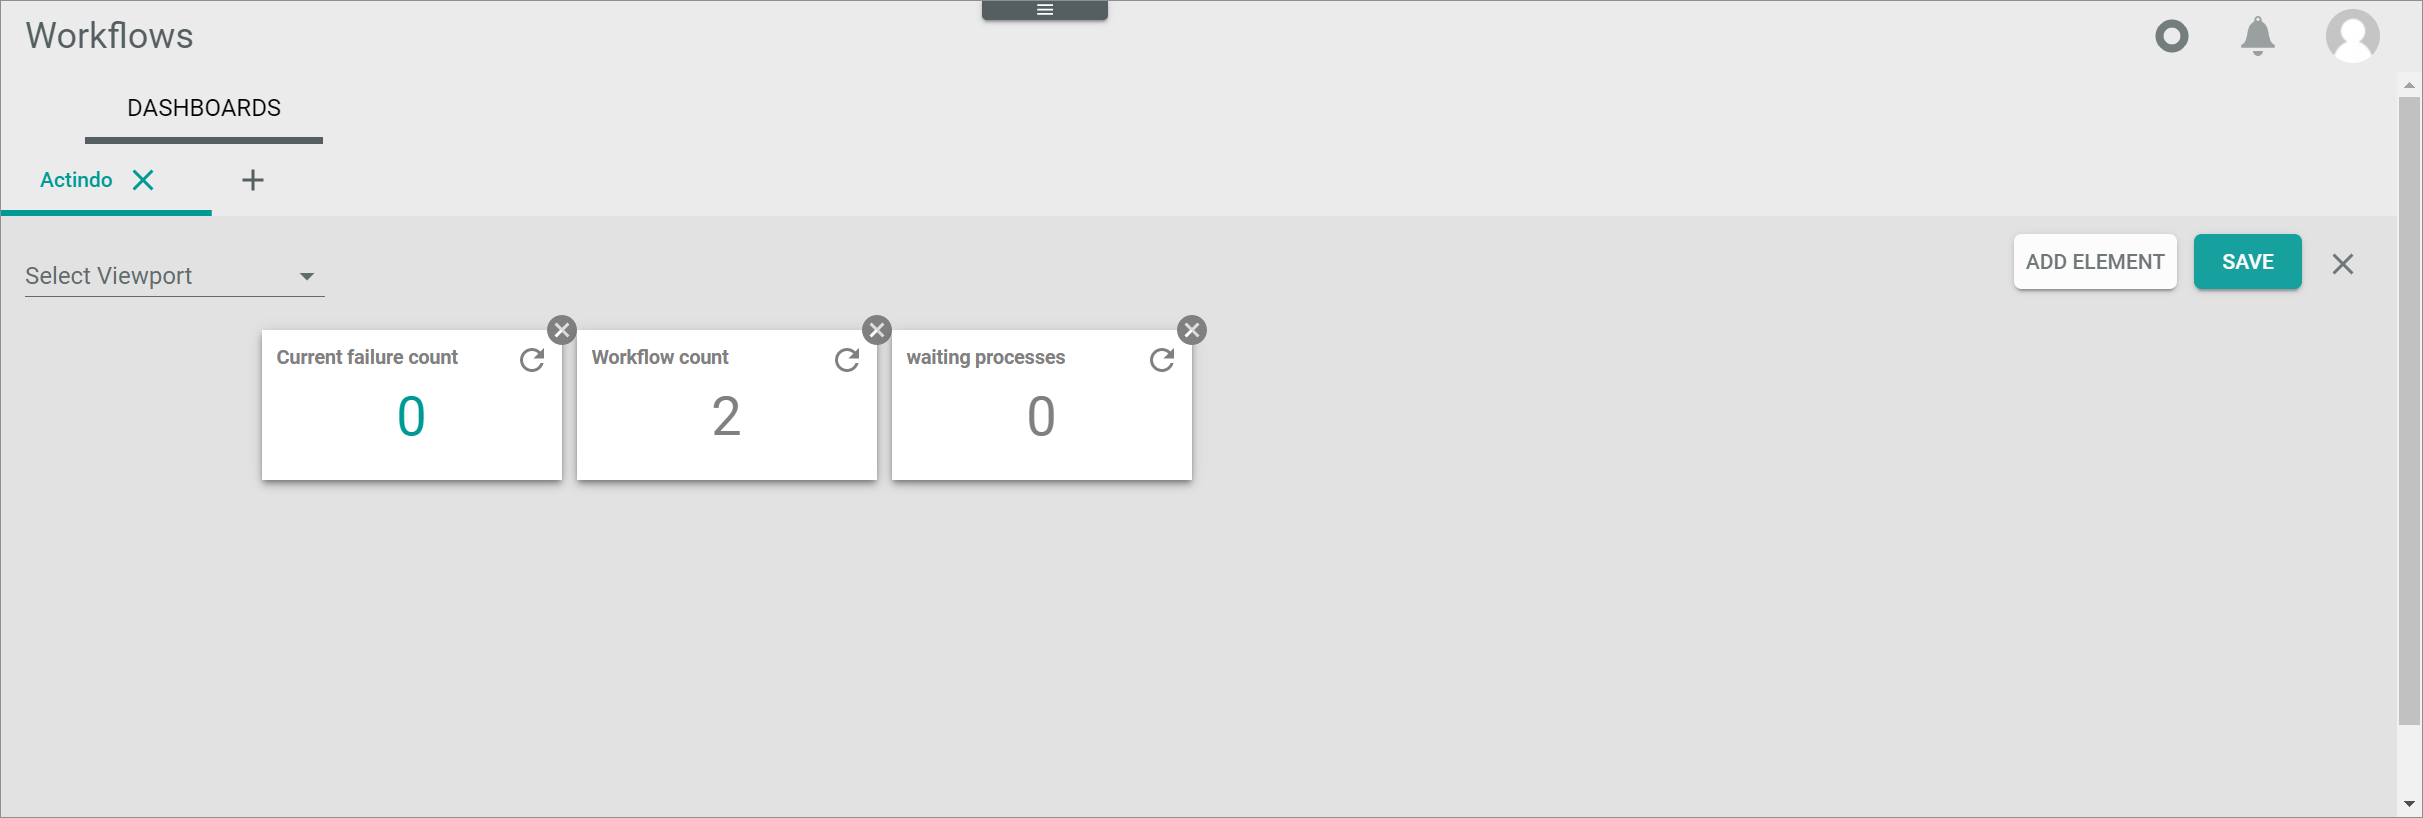 Workflows
DASHBOARDS
Actindo
Select Viewport
ADD ELEMENT
SAVE
Current failure count
0
Workflow count
2
waiting processes
0